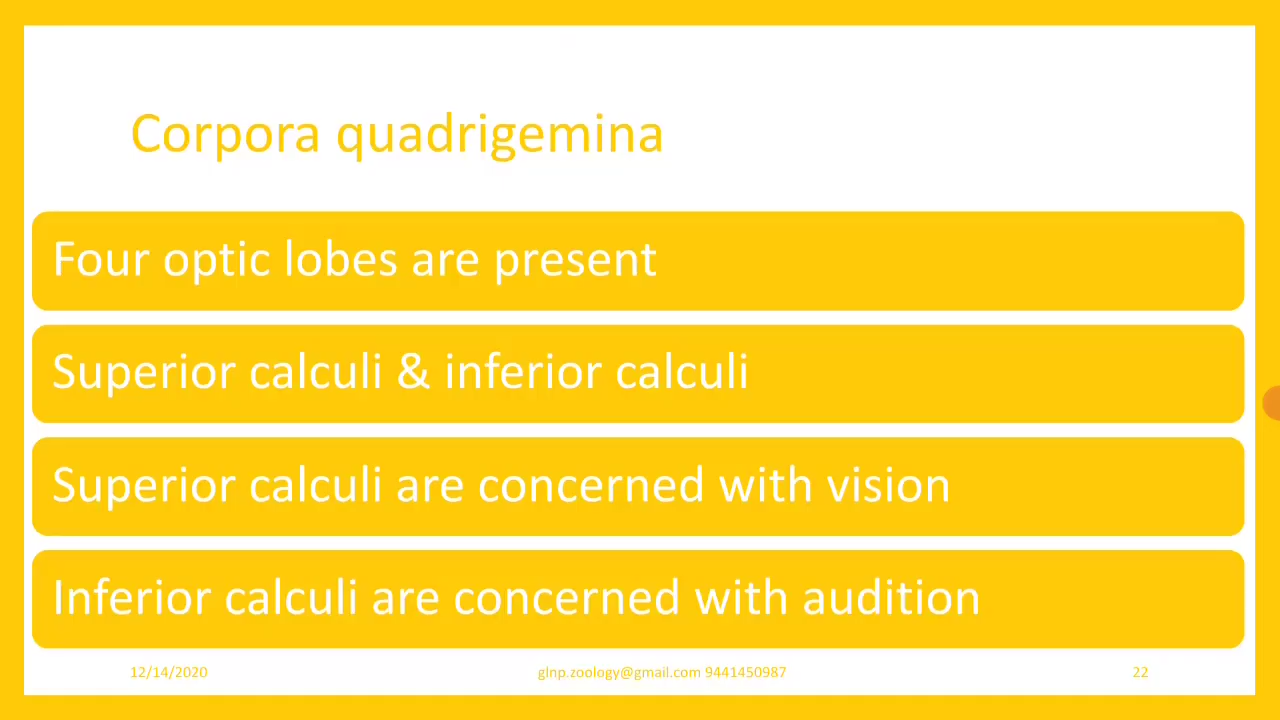 Corpora quadrigemina
Four optic lobes are present
Superior calculi & inferior calculi
Superior calculi are concerned with vision
Inferior calculi are concerned with audition
12/14/2020 glnp.zoology@gmail.com 9441450987 22